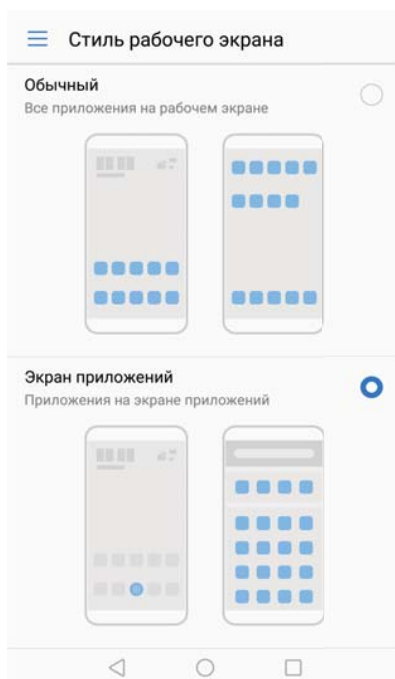 Стиль рабочего экрана
Обычный
Все приложения на рабочем экране
Экран приложений
Приложения на экране приложений